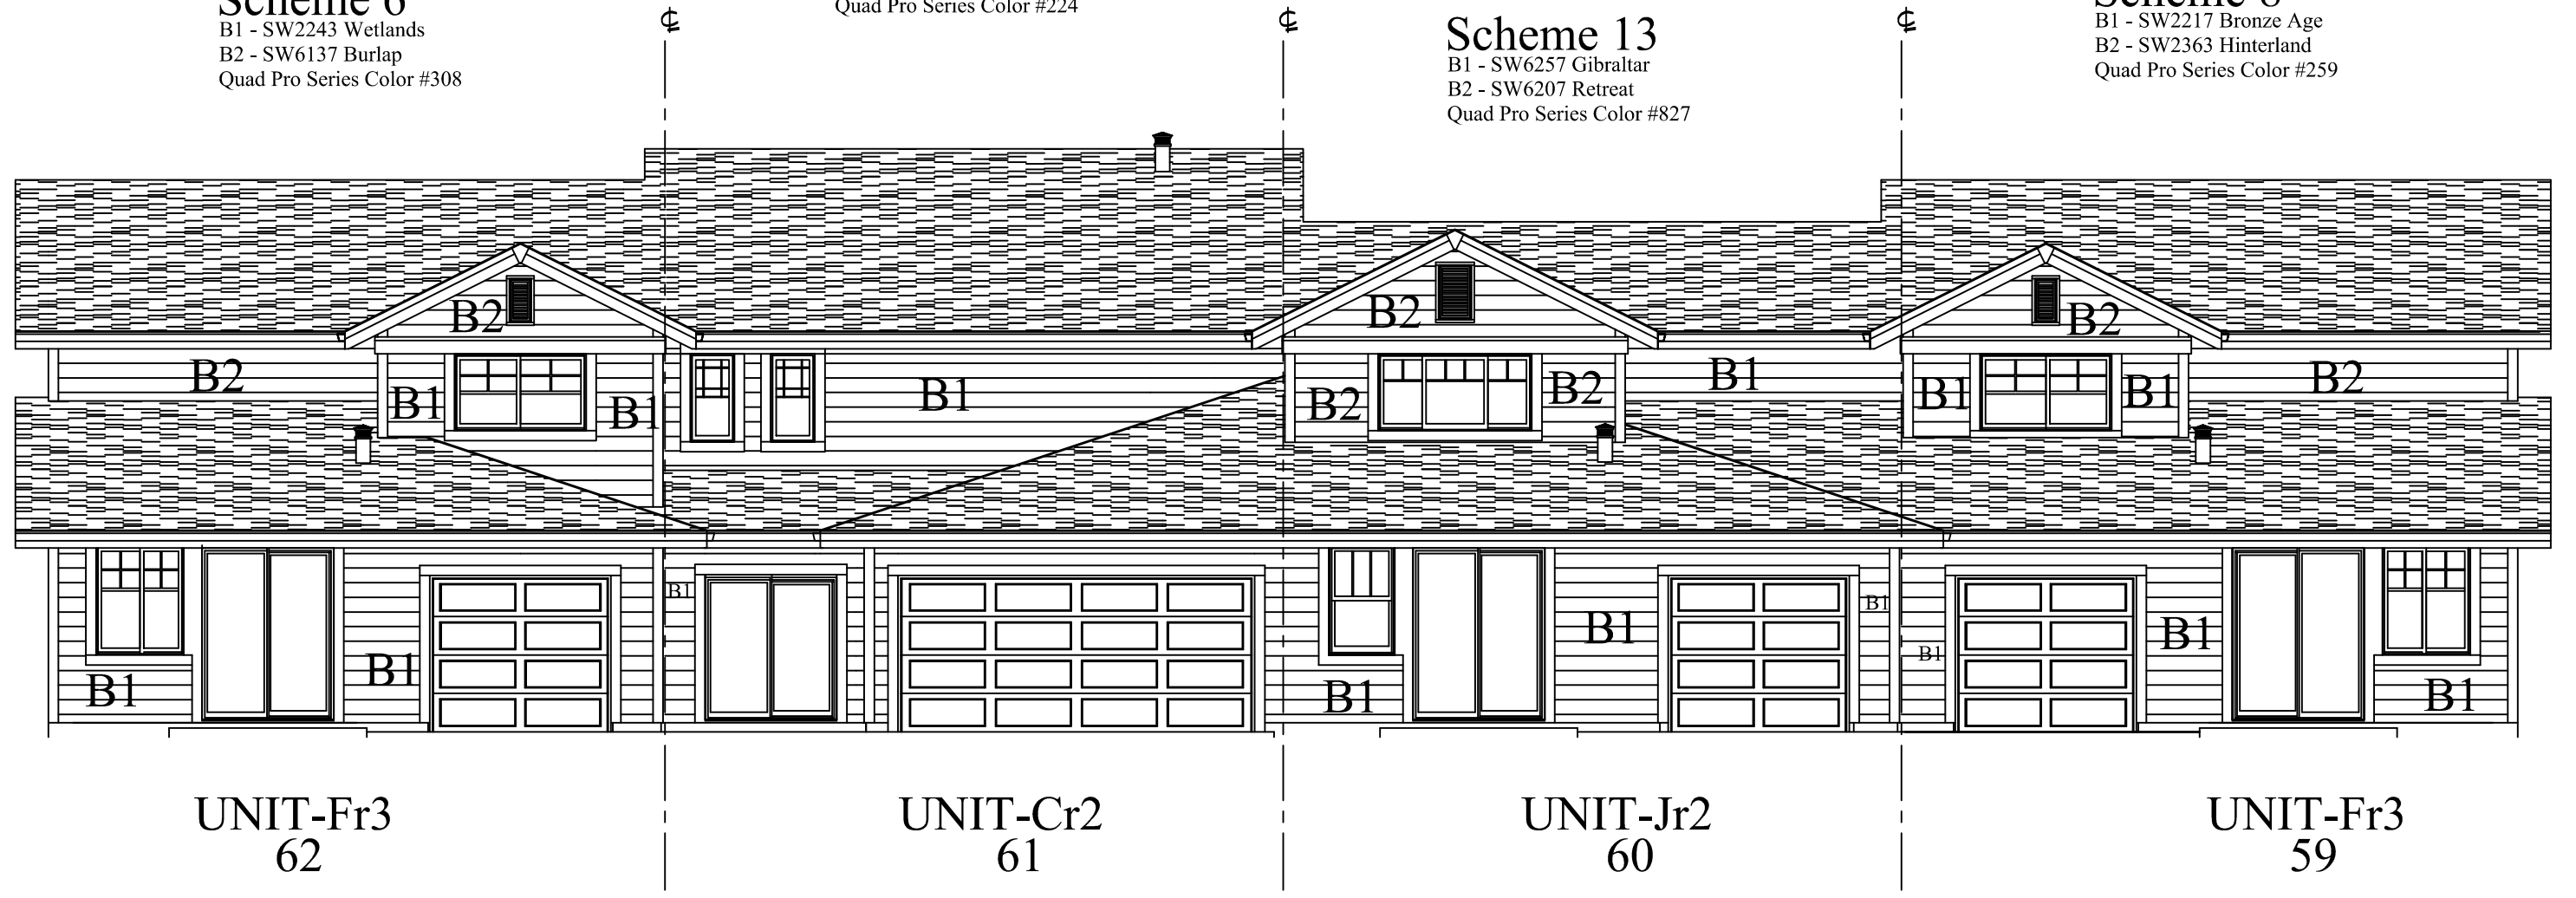 Scheme 6
B1 - SW2243 Wetlands
B2 - SW6137 Burlap
Quad Pro Series Color #308
Quad Pro Series Color #224
Scheme 13
B1 - SW6257 Gibraltar
B2 - SW6207 Retreat
Quad Pro Series Color #827
Scheme
B1 - SW2217 Bronze Age
B2 - SW2363 Hinterland
Quad Pro Series Color #259
B2
B2
B2
B2
B1
B1
B1
B2
B2
B1
B1
B1
B2
B1
B1
B1
B1
B1
B1
B1
B1
B1
B1
UNIT-Fr3
62
UNIT-Cr2
61
UNIT-Jr2
60
UNIT-Fr3
59